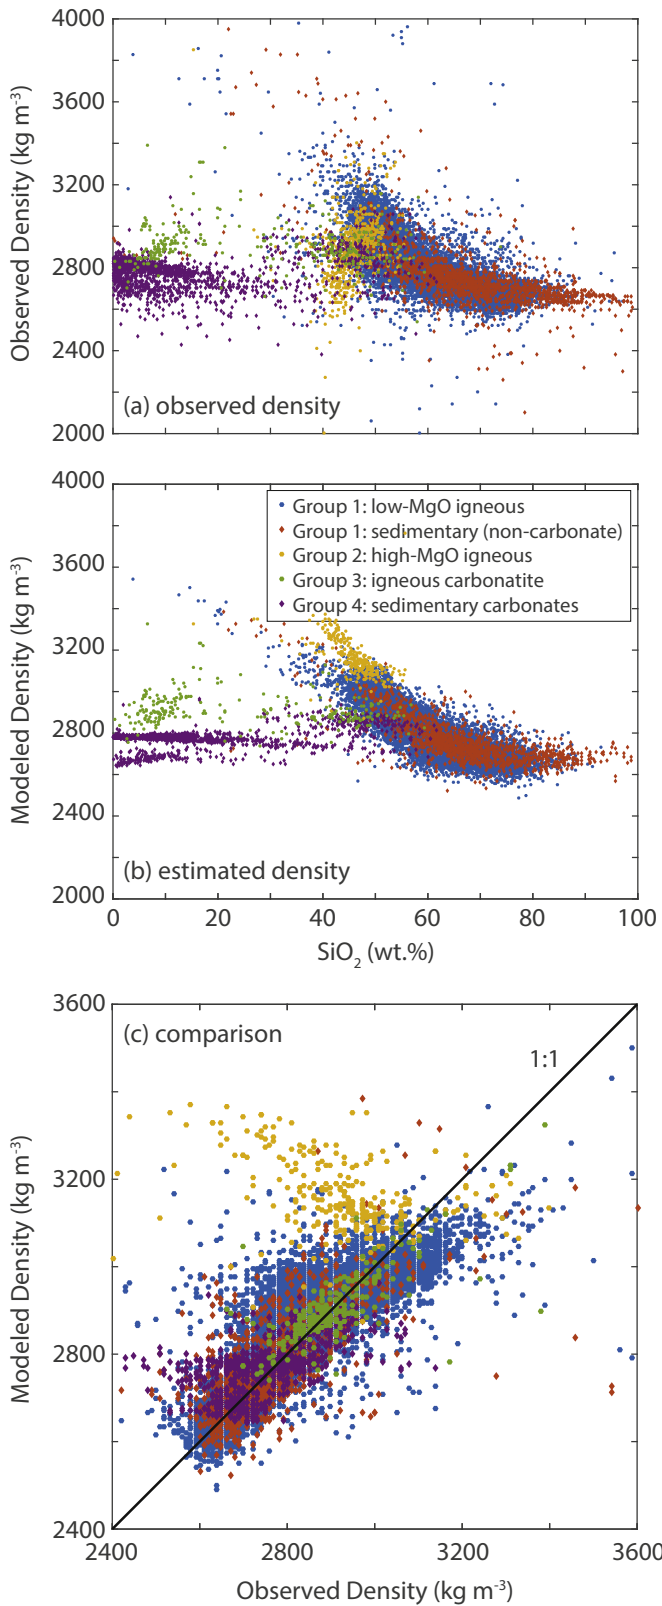 4000
3600
3200
2800
2400
2000
Observed Density (kg m⁻³)
(a) observed density
4000
3600
3200
2800
2400
2000
Modeled Density (kg m⁻³)
Group 1: low-MgO igneous
Group 1: sedimentary (non-carbonate)
Group 2: high-MgO igneous
Group 3: igneous carbonatite
Group 4: sedimentary carbonates
(b) estimated density
0 20 40 60 80 100
SiO₂ (wt.%)
3600
3200
2800
2400
Modeled Density (kg m⁻³)
(c) comparison
1:1
2400 2800 3200 3600
Observed Density (kg m⁻³)